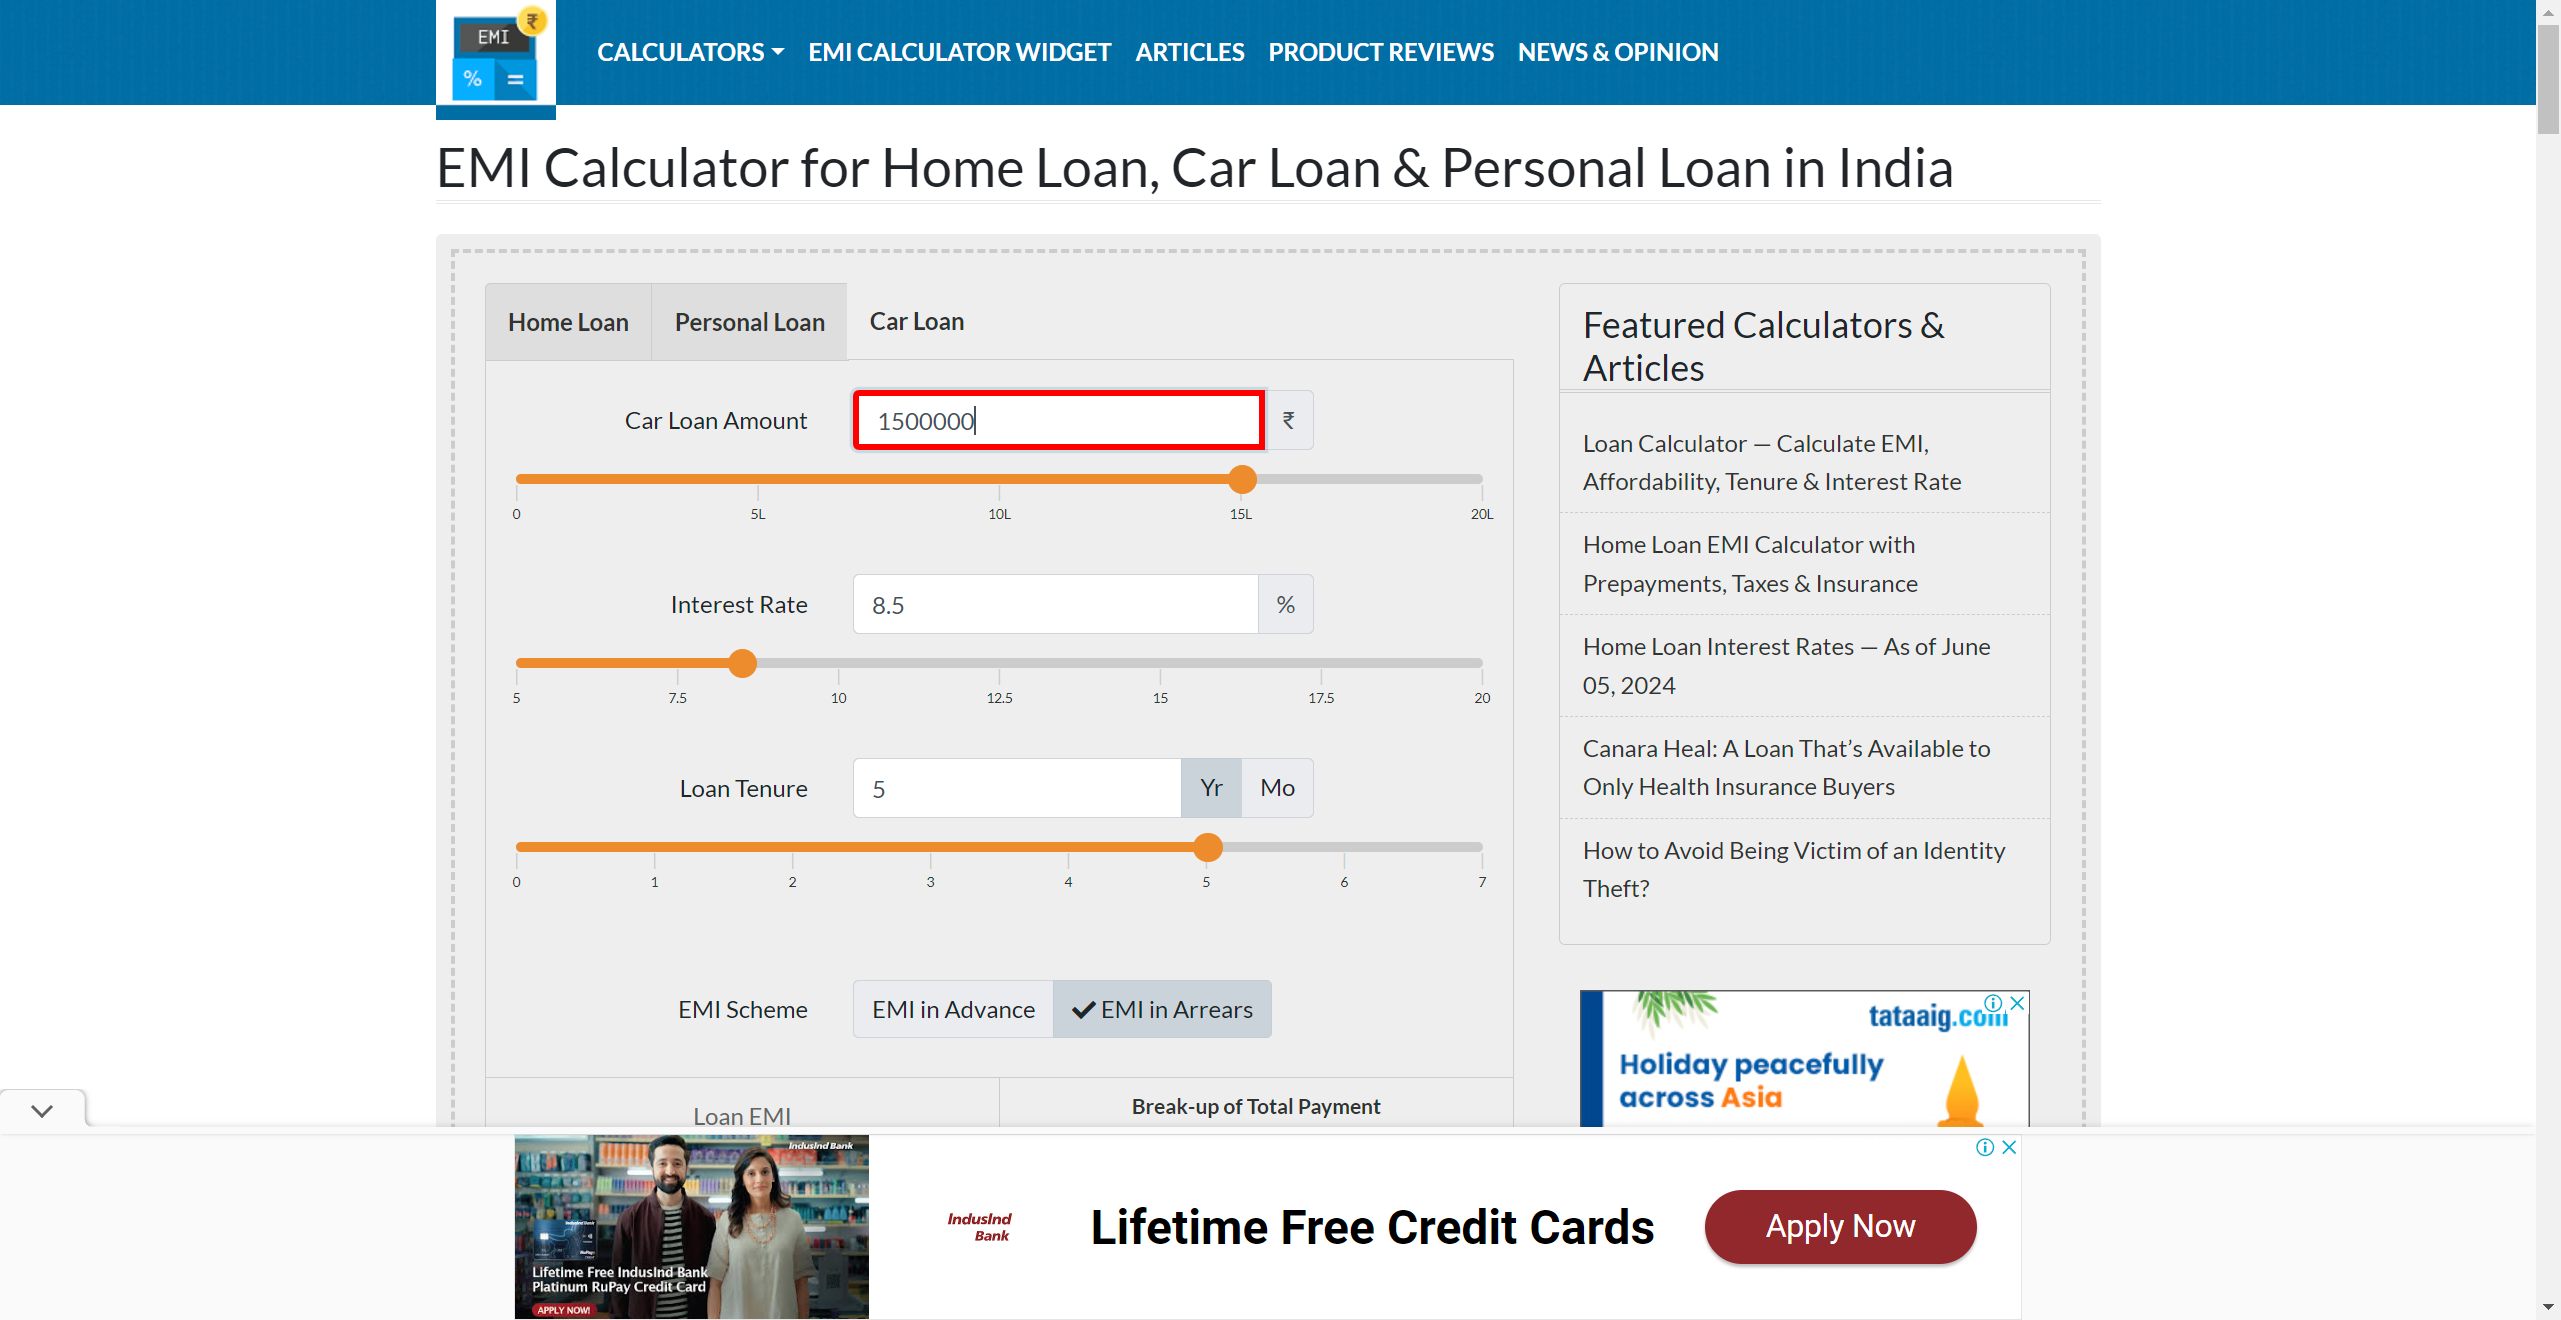 EMI
₹
%
=
CALCULATORS
EMI CALCULATOR WIDGET
ARTICLES
PRODUCT REVIEWS
NEWS & OPINION
EMI Calculator for Home Loan, Car Loan & Personal Loan in India
Home Loan
Personal Loan
Car Loan
Car Loan Amount
1500000
₹
0
5L
10L
15L
20L
Interest Rate
8.5
%
5
7.5
10
12.5
15
17.5
20
Loan Tenure
5
Yr
Mo
0
1
2
3
4
5
6
7
EMI Scheme
EMI in Advance
EMI in Arrears
Loan EMI
Break-up of Total Payment
Featured Calculators &
Articles
Loan Calculator — Calculate EMI,
Affordability, Tenure & Interest Rate
Home Loan EMI Calculator with
Prepayments, Taxes & Insurance
Home Loan Interest Rates — As of June
05, 2024
Canara Heal: A Loan That’s Available to
Only Health Insurance Buyers
How to Avoid Being Victim of an Identity
Theft?
tataaig.com
Holiday peacefully
across Asia
IndusInd Bank
Lifetime Free IndusInd Bank
Platinum RuPay Credit Card
APPLY NOW!
IndusInd
Bank
Lifetime Free Credit Cards
Apply Now